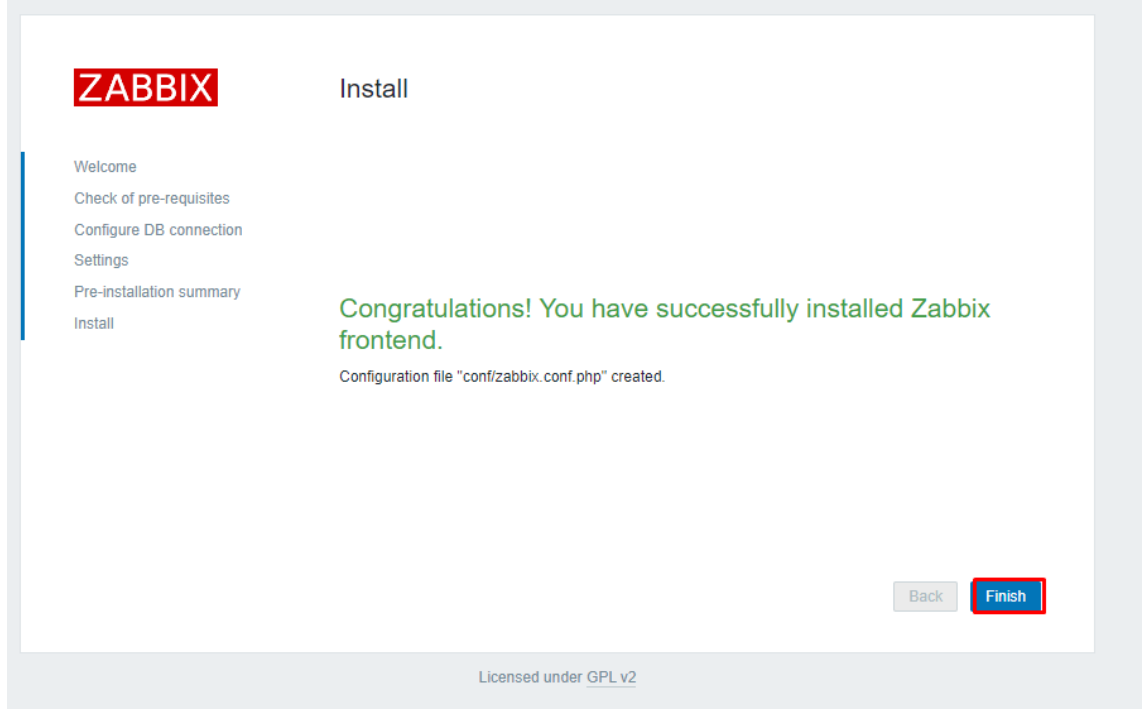 ZABBIX
Install
Welcome
Check of pre-requisites
Configure DB connection
Settings
Pre-installation summary
Install
Congratulations! You have successfully installed Zabbix
frontend.
Configuration file "conf/zabbix.conf.php" created.
Back
Finish
Licensed under GPL v2